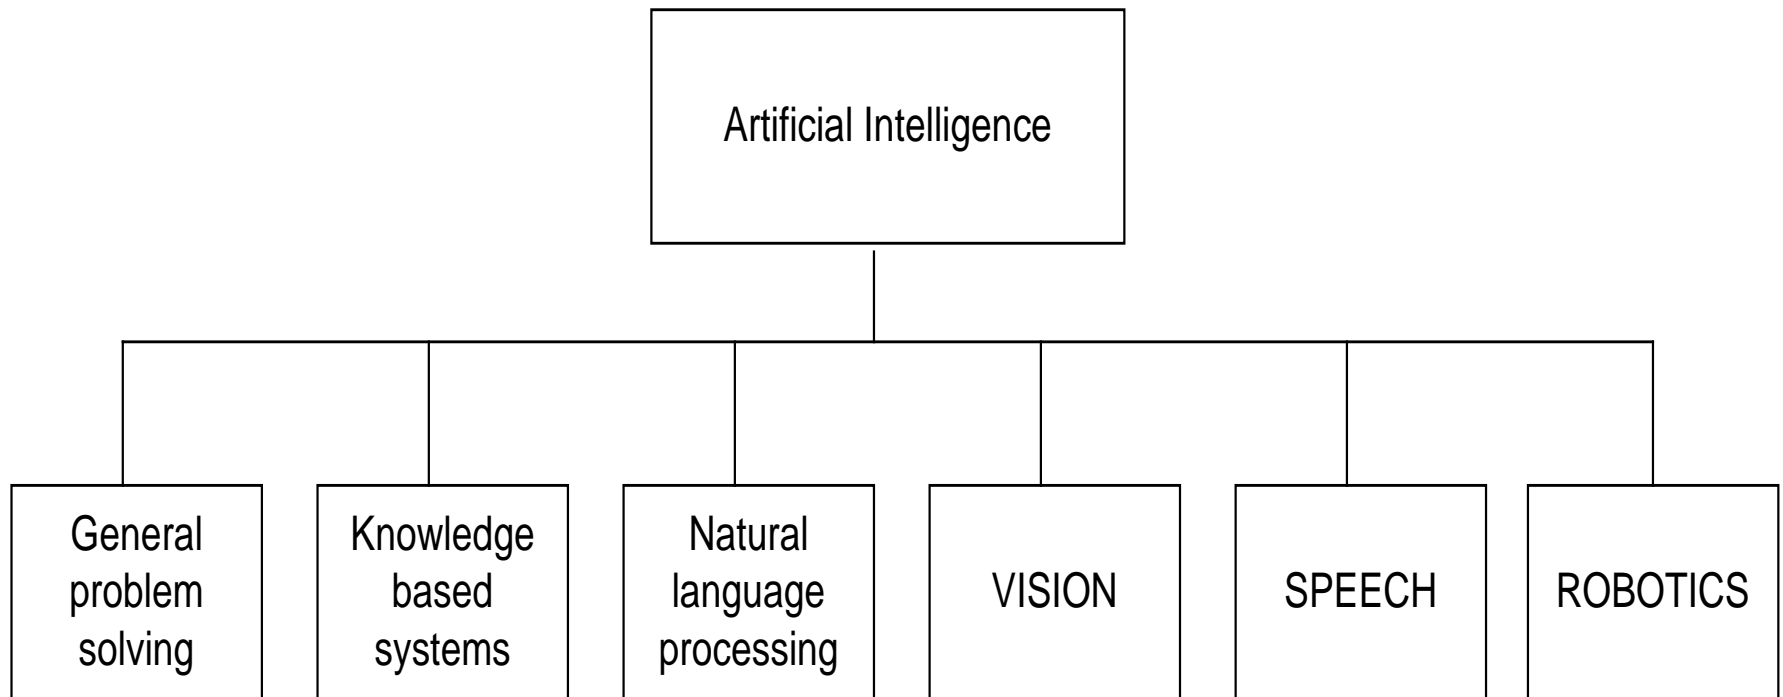 Artificial Intelligence
General
problem
solving
Knowledge
based
systems
Natural
language
processing
VISION
SPEECH
ROBOTICS